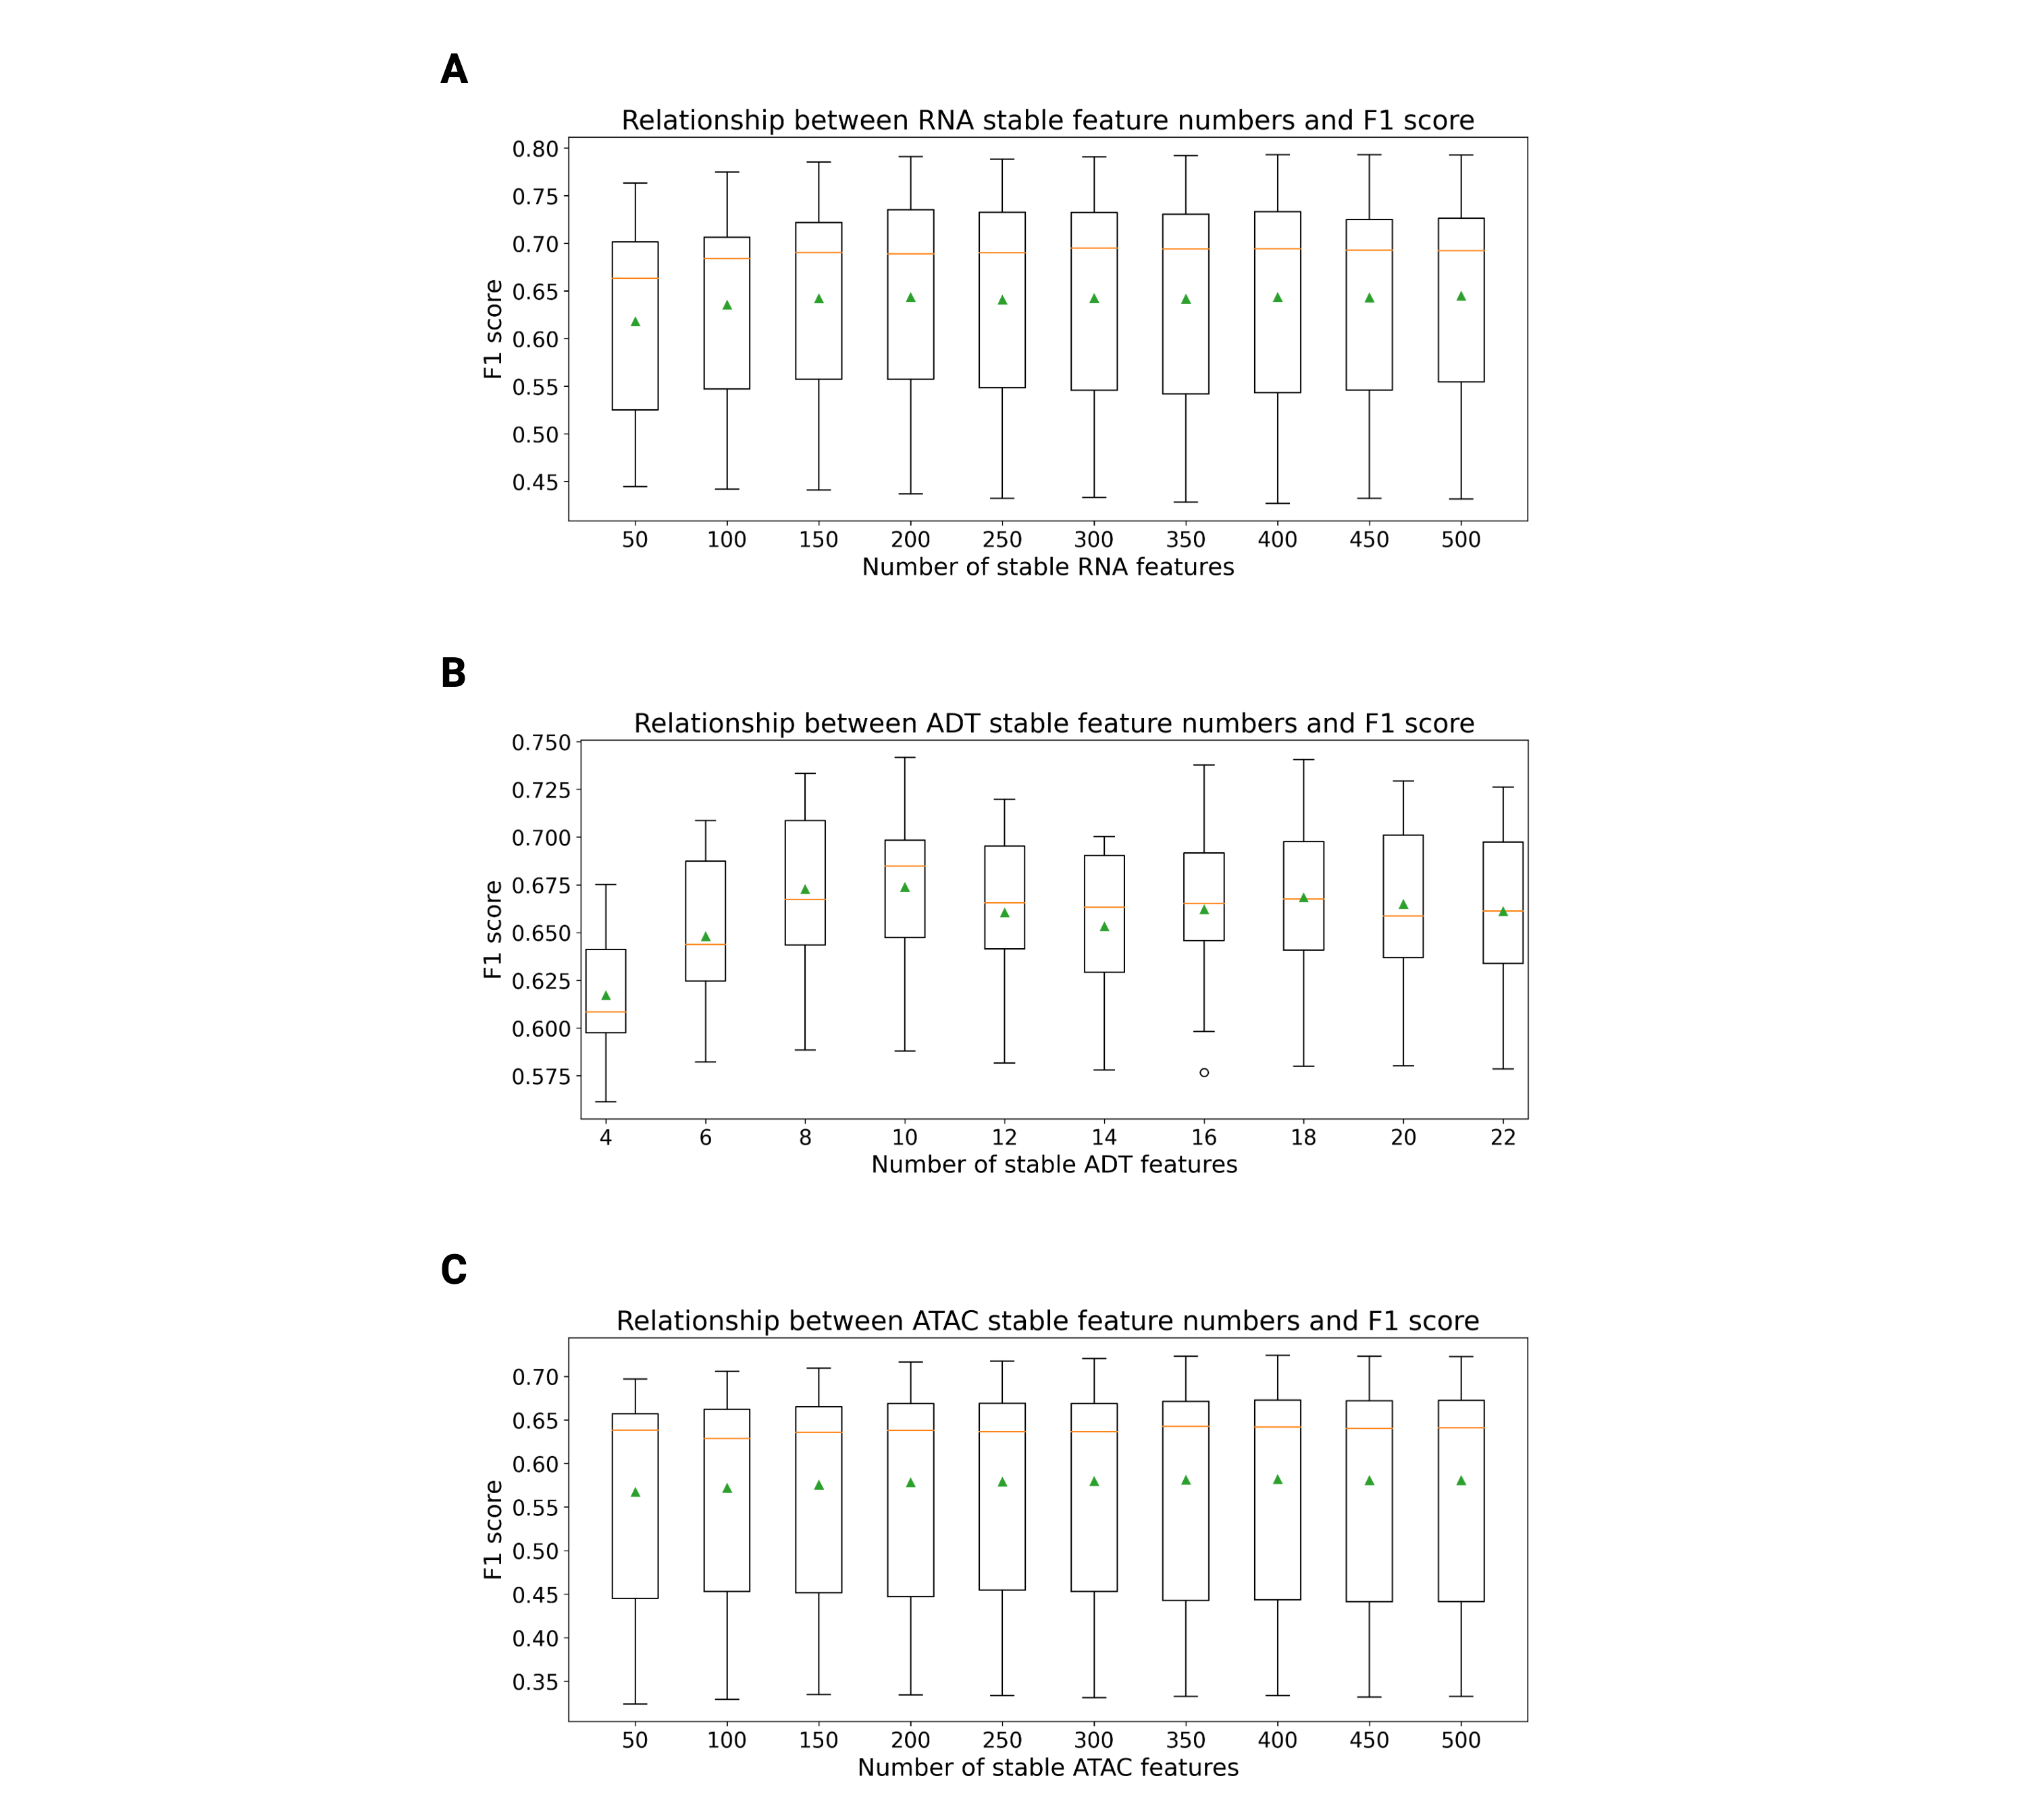 A
Relationship between RNA stable feature numbers and F1 score
0.80
0.75
0.70
0.65
0.60
0.55
0.50
0.45
F1 score
50 100 150 200 250 300 350 400 450 500
Number of stable RNA features
B
Relationship between ADT stable feature numbers and F1 score
0.750
0.725
0.700
0.675
0.650
0.625
0.600
0.575
F1 score
4 6 8 10 12 14 16 18 20 22
Number of stable ADT features
C
Relationship between ATAC stable feature numbers and F1 score
0.70
0.65
0.60
0.55
0.50
0.45
0.40
0.35
F1 score
50 100 150 200 250 300 350 400 450 500
Number of stable ATAC features